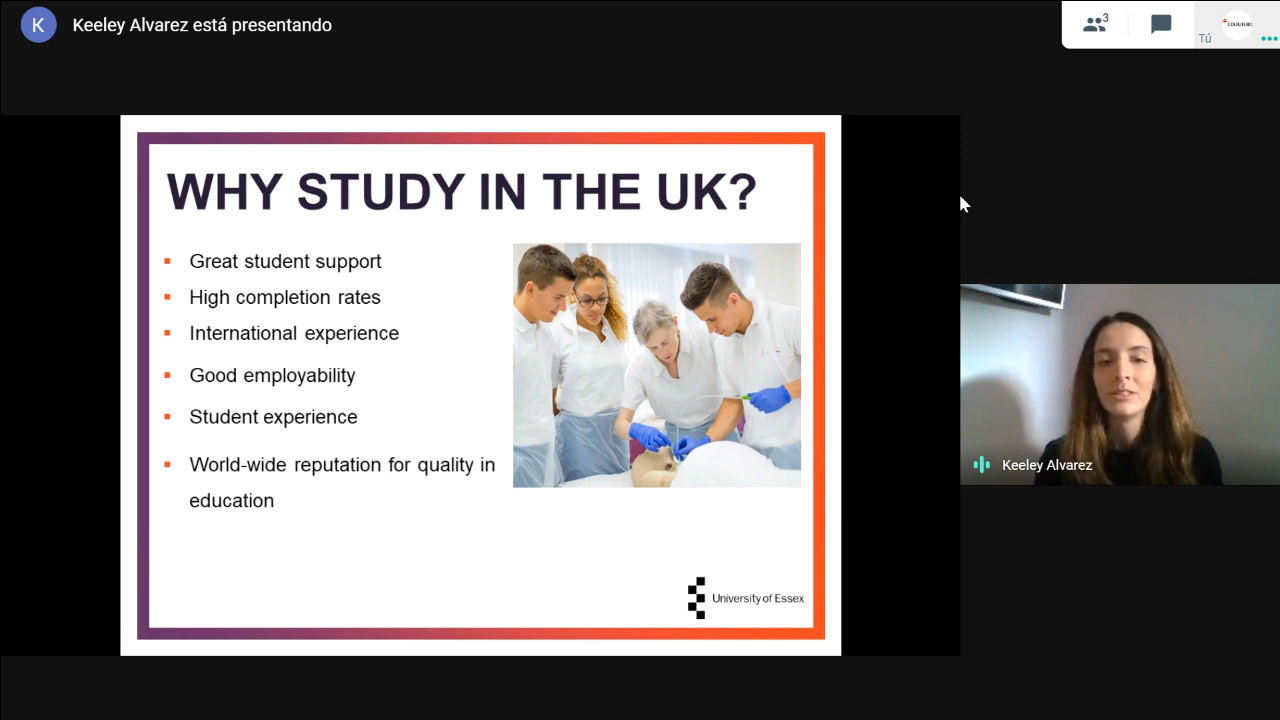 K
Keeley Alvarez está presentando
3
Tú
WHY STUDY IN THE UK?
Great student support
High completion rates
International experience
Good employability
Student experience
World-wide reputation for quality in
education
University of Essex
Keeley Alvarez